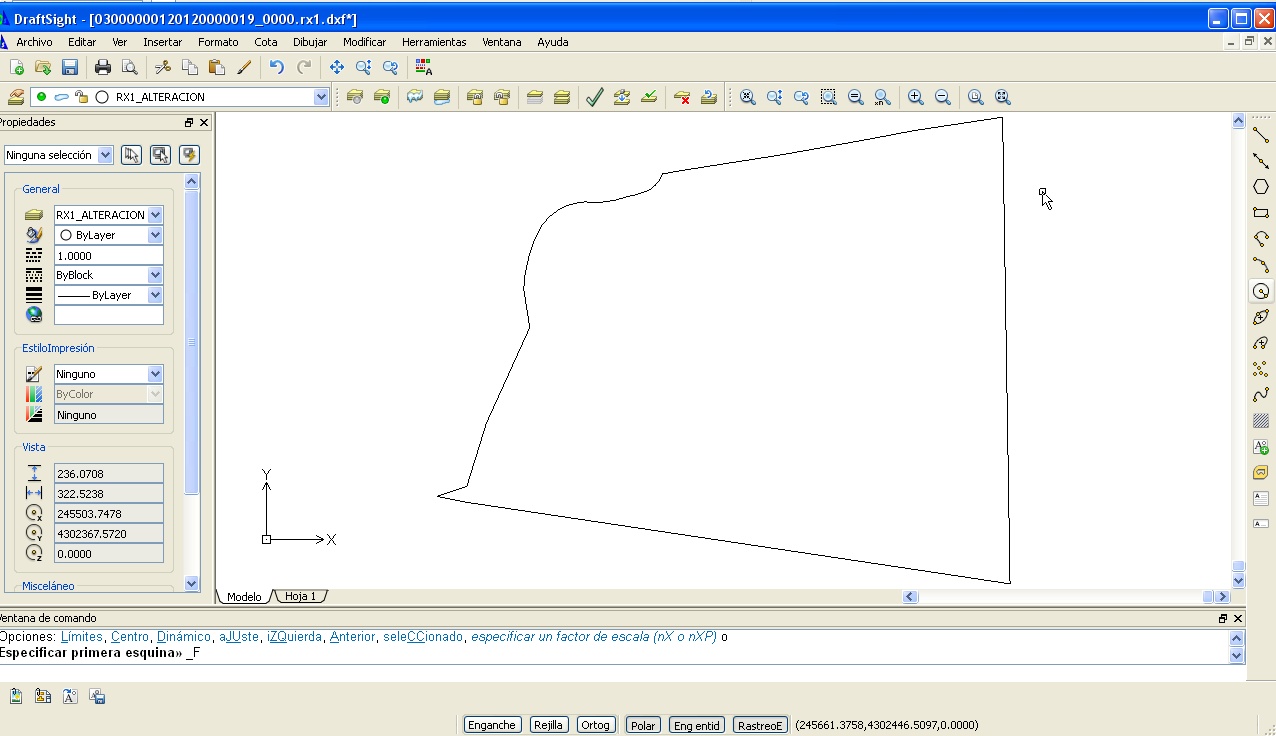 DraftSight - [0300000120120000019_0000.rx1.dxf*]
Archivo Editar Ver Insertar Formato Cota Dibujar Modificar Herramientas Ventana Ayuda
RX1_ALTERACION
Propiedades
Ninguna selección
General
RX1_ALTERACION
ByLayer
1.0000
ByBlock
ByLayer
EstiloImpresión
Ninguno
ByColor
Ninguno
Vista
236.0708
322.5238
245503.7478
4302367.5720
0.0000
Misceláneo
Y
X
Modelo Hoja 1
Ventana de comando
Opciones: Límites, Centro, Dinámico, aJUste, iZQuierda, Anterior, seleCCionado, especificar un factor de escala (nX o nXP) o
Especificar primera esquina» _F
Enganche Rejilla Ortog Polar Eng entid RastreoE (245661.3758,4302446.5097,0.0000)